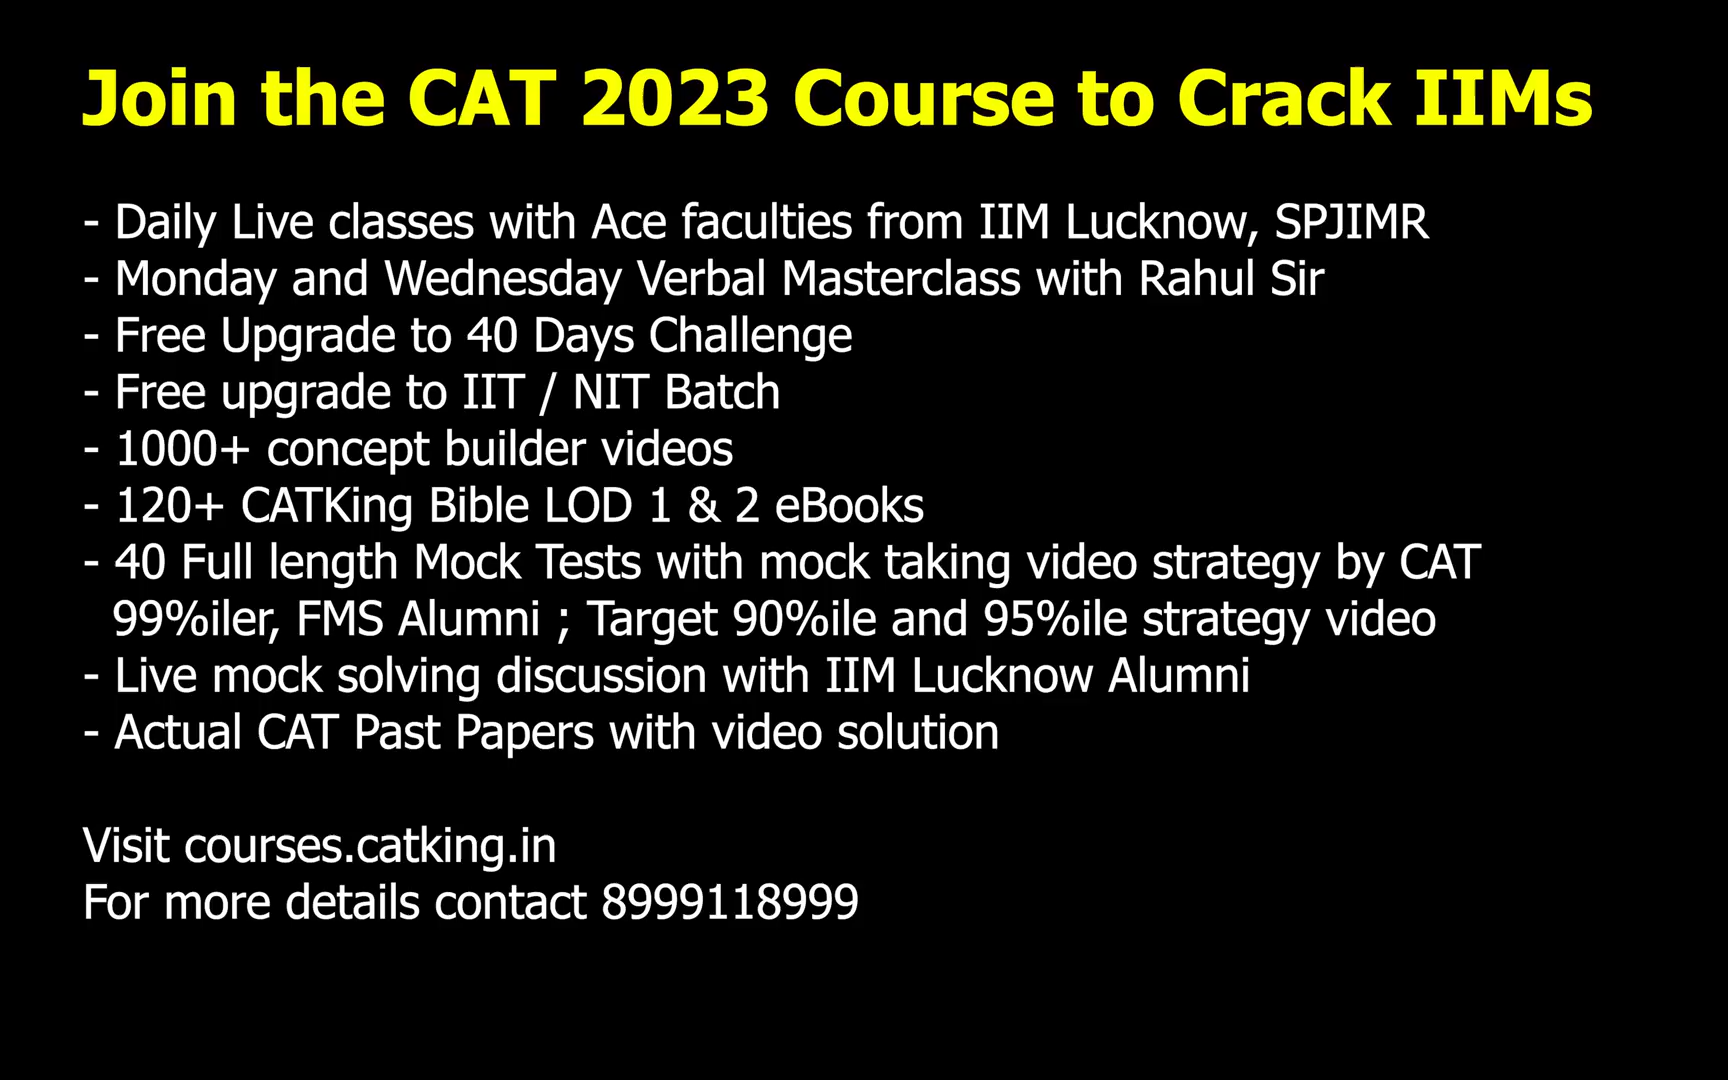 Join the CAT 2023 Course to Crack IIMs
- Daily Live classes with Ace faculties from IIM Lucknow, SPJIMR
- Monday and Wednesday Verbal Masterclass with Rahul Sir
- Free Upgrade to 40 Days Challenge
- Free upgrade to IIT / NIT Batch
- 1000+ concept builder videos
- 120+ CATKing Bible LOD 1 & 2 eBooks
- 40 Full length Mock Tests with mock taking video strategy by CAT
99%iler, FMS Alumni ; Target 90%ile and 95%ile strategy video
- Live mock solving discussion with IIM Lucknow Alumni
- Actual CAT Past Papers with video solution
Visit courses.catking.in
For more details contact 8999118999